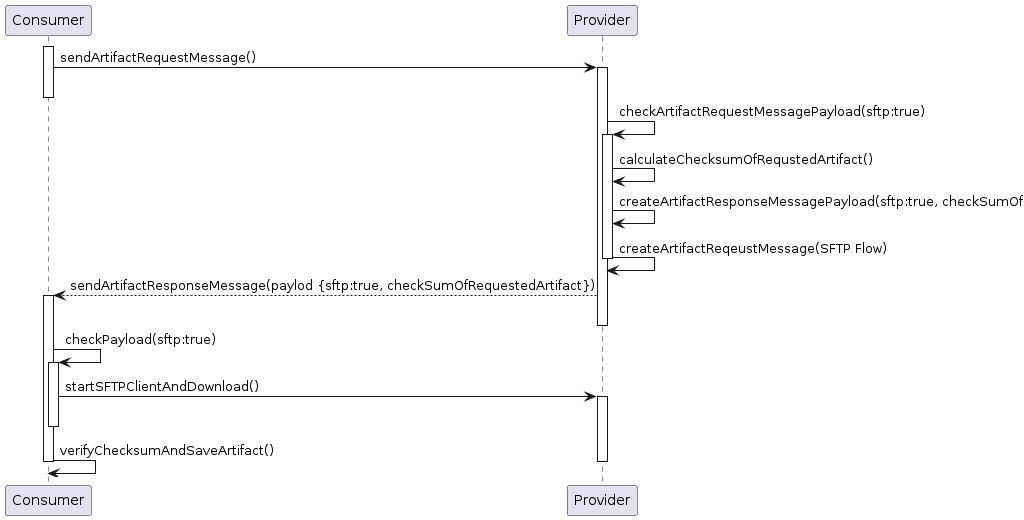 Consumer
Provider
sendArtifactRequestMessage()
checkArtifactRequestMessagePayload(sftp:true)
calculateChecksumOfRequstedArtifact()
createArtifactResponseMessagePayload(sftp:true, checkSumOf
createArtifactReqeustMessage(SFTP Flow)
sendArtifactResponseMessage(paylod {sftp:true, checkSumOfRequestedArtifact})
checkPayload(sftp:true)
startSFTPClientAndDownload()
verifyChecksumAndSaveArtifact()
Consumer
Provider